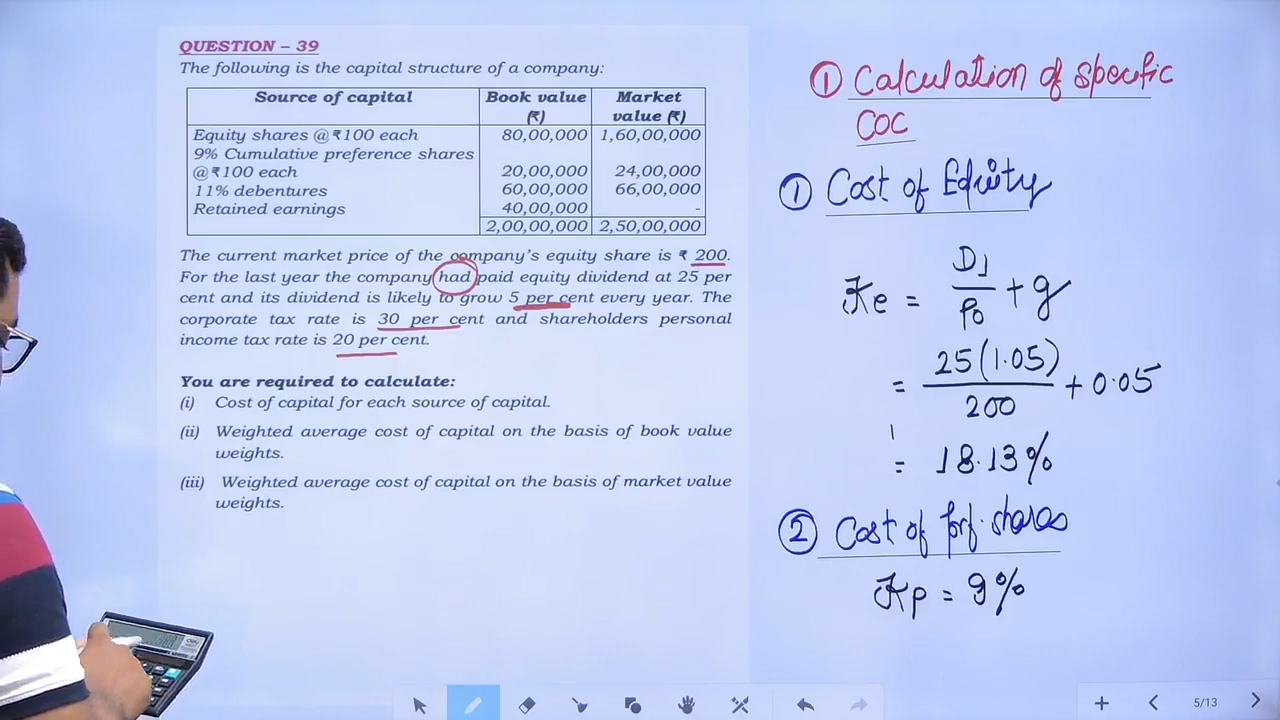 QUESTION – 39
The following is the capital structure of a company:
Source of capital Book value (₹) Market value (₹)
Equity shares @ ₹100 each 80,00,000 1,60,00,000
9% Cumulative preference shares
@ ₹100 each 20,00,000 24,00,000
11% debentures 60,00,000 66,00,000
Retained earnings 40,00,000 -
2,00,00,000 2,50,00,000
The current market price of the company's equity share is ₹ 200.
For the last year the company had paid equity dividend at 25 per
cent and its dividend is likely to grow 5 per cent every year. The
corporate tax rate is 30 per cent and shareholders personal
income tax rate is 20 per cent.
You are required to calculate:
(i) Cost of capital for each source of capital.
(ii) Weighted average cost of capital on the basis of book value
weights.
(iii) Weighted average cost of capital on the basis of market value
weights.
① Calculation of specific
COC
① Cost of Equity
Ke = D1/P0 + g
= 25(1.05)/200 + 0.05
= 18.13%
② Cost of prf. shares
Kp = 9%
5/13